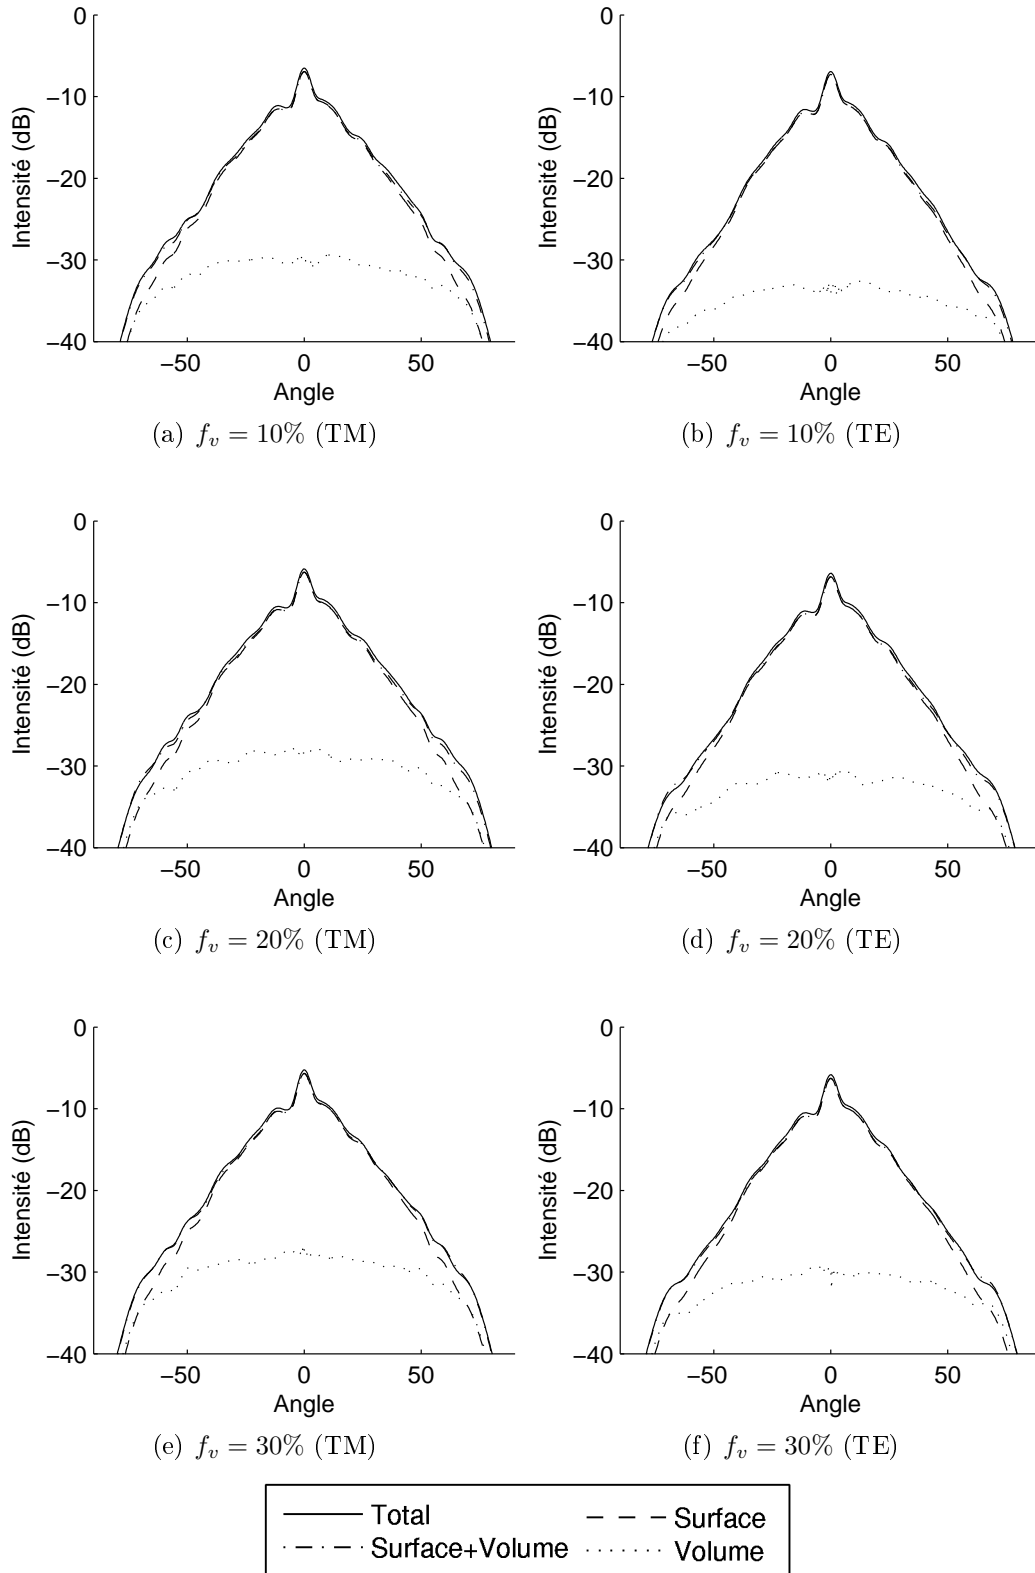 0
−10
−20
−30
−40
Intensité (dB)
−50 0 50
Angle
(a) f_v = 10% (TM)
0
−10
−20
−30
−40
Intensité (dB)
−50 0 50
Angle
(b) f_v = 10% (TE)
0
−10
−20
−30
−40
Intensité (dB)
−50 0 50
Angle
(c) f_v = 20% (TM)
0
−10
−20
−30
−40
Intensité (dB)
−50 0 50
Angle
(d) f_v = 20% (TE)
0
−10
−20
−30
−40
Intensité (dB)
−50 0 50
Angle
(e) f_v = 30% (TM)
0
−10
−20
−30
−40
Intensité (dB)
−50 0 50
Angle
(f) f_v = 30% (TE)
Total
Surface
Surface+Volume
Volume